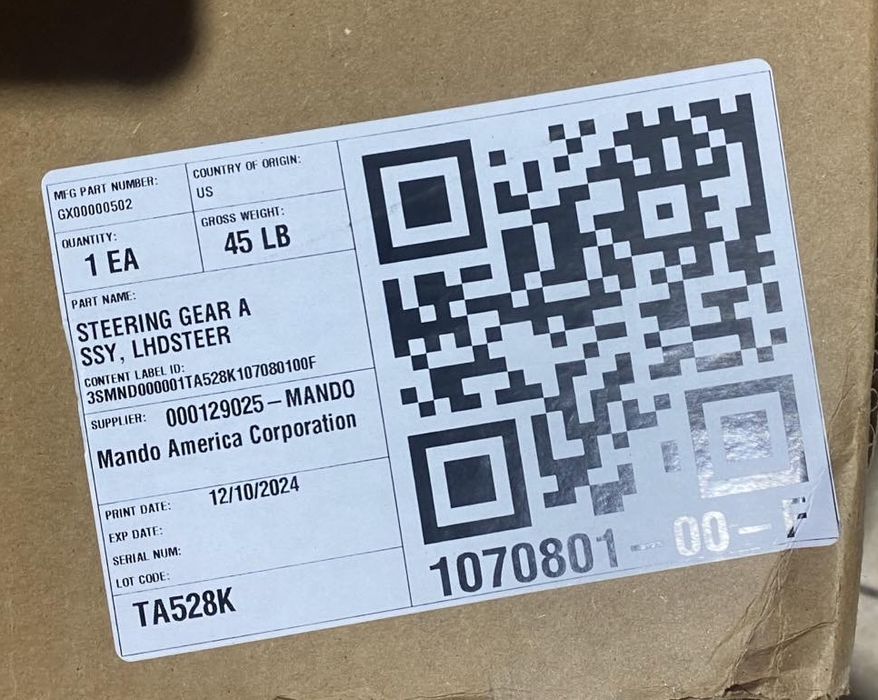 MFG PART NUMBER:
GX00000502
COUNTRY OF ORIGIN:
US
QUANTITY:
1 EA
GROSS WEIGHT:
45 LB
PART NAME:
STEERING GEAR A
SSY, LHDSTEER
CONTENT LABEL ID:
3SMND000001TA528K107080100F
SUPPLIER: 000129025-MANDO
Mando America Corporation
PRINT DATE: 12/10/2024
EXP DATE:
SERIAL NUM:
LOT CODE:
TA528K
1070801-00-F